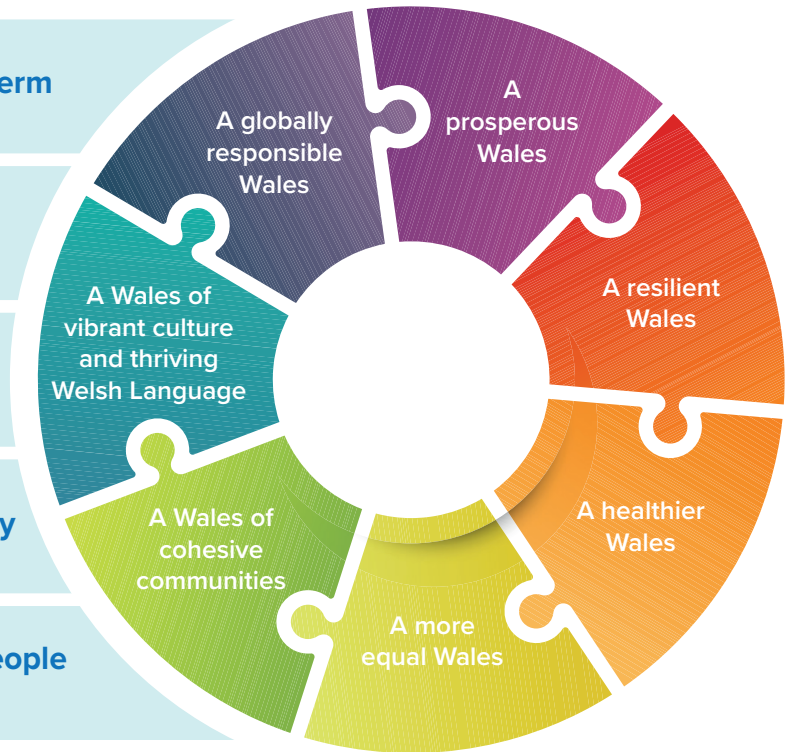 erm
y
eople
A
prosperous
Wales
A resilient
Wales
A healthier
Wales
A more
equal Wales
A Wales of
cohesive
communities
A Wales of
vibrant culture
and thriving
Welsh Language
A globally
responsible
Wales